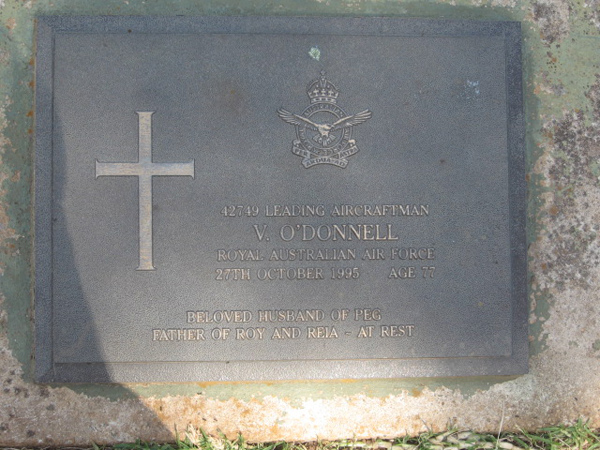 42749 LEADING AIRCRAFTMAN
V. O'DONNELL
ROYAL AUSTRALIAN AIR FORCE
27TH OCTOBER 1995 AGE 77
BELOVED HUSBAND OF PEG
FATHER OF ROY AND REIA - AT REST